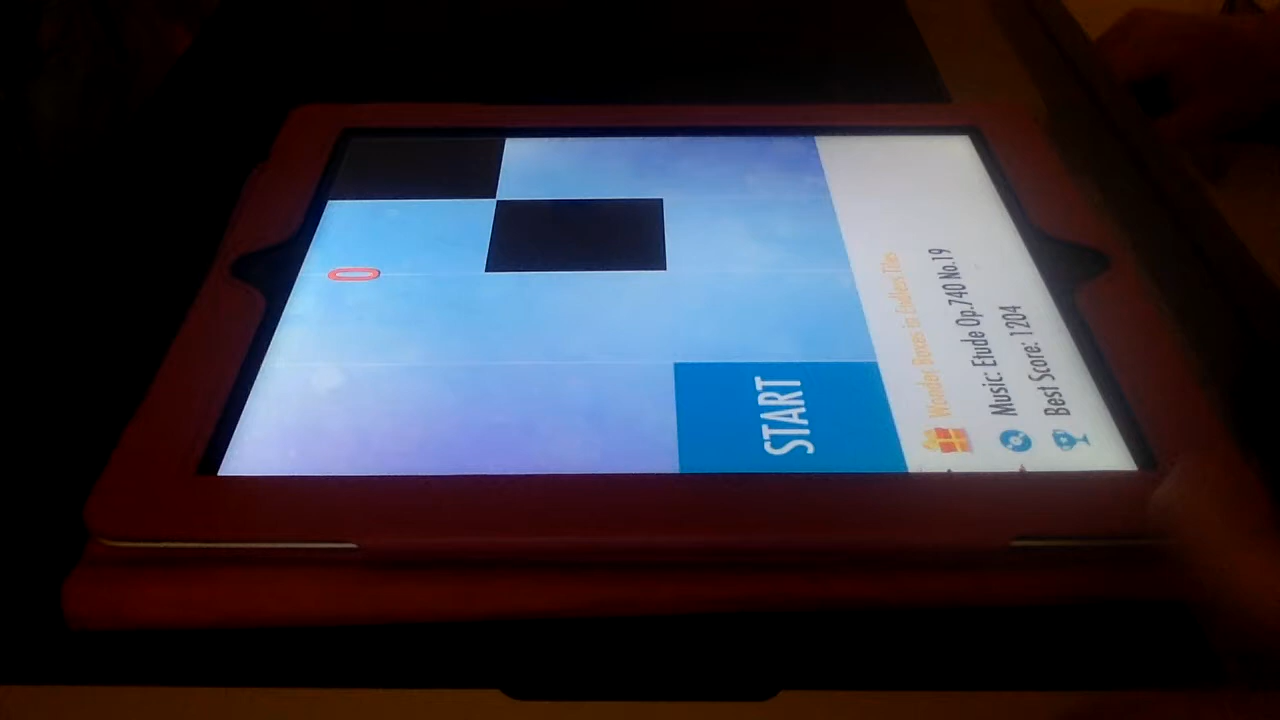 0
START
Wonder Boxes in Endless Tiles
Music: Etude Op.740 No.19
Best Score: 1204